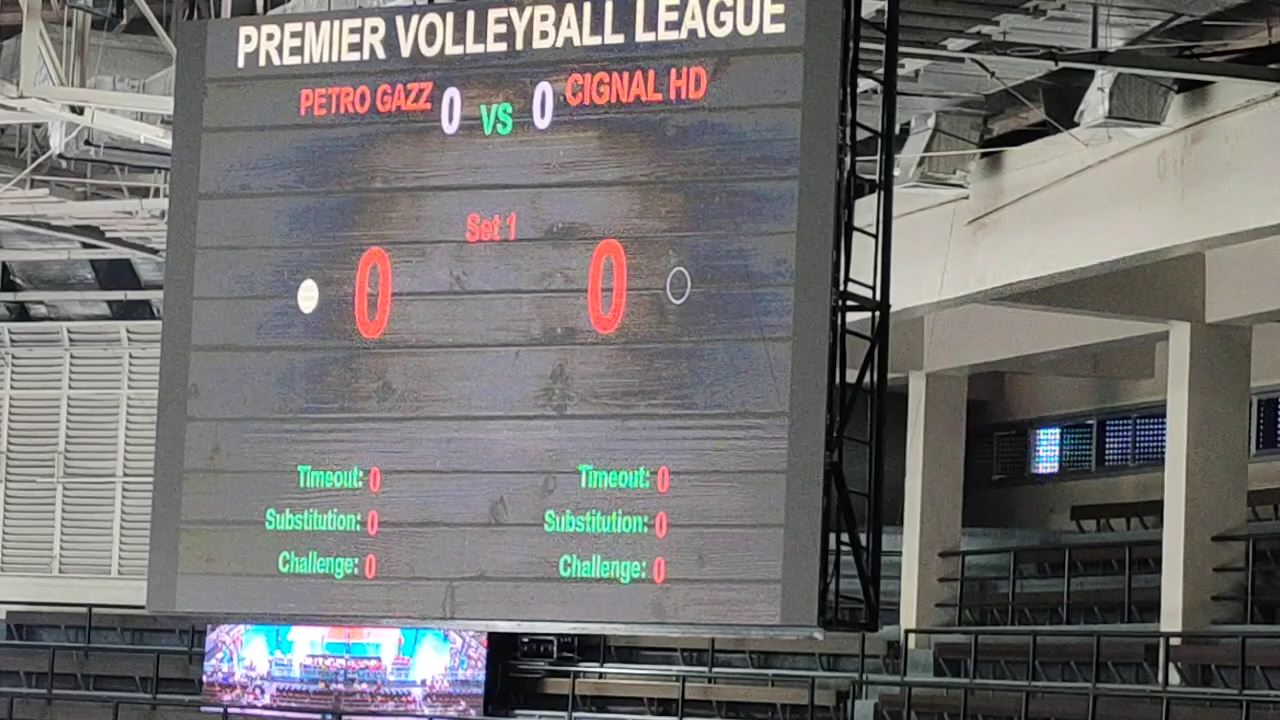 PREMIER VOLLEYBALL LEAGUE
PETRO GAZZ 0 VS 0 CIGNAL HD
Set 1
0 0
Timeout: 0 Timeout: 0
Substitution: 0 Substitution: 0
Challenge: 0 Challenge: 0